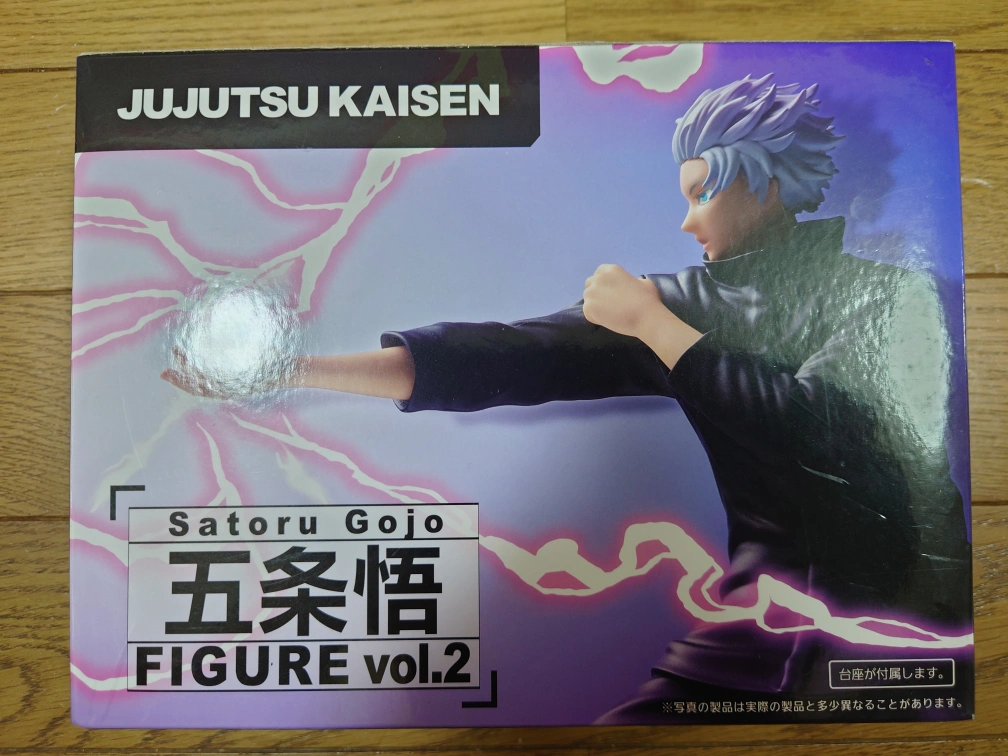 JUJUTSU KAISEN
Satoru Gojo
五条悟
FIGURE vol.2
台座が付属します。
※写真の製品は実際の製品と多少異なることがあります。